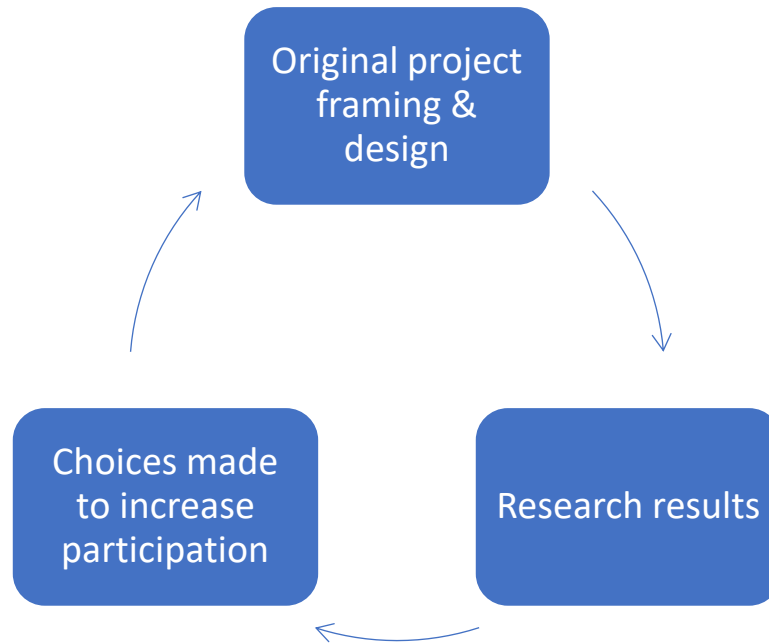 Original project
framing &
design
Choices made
to increase
participation
Research results